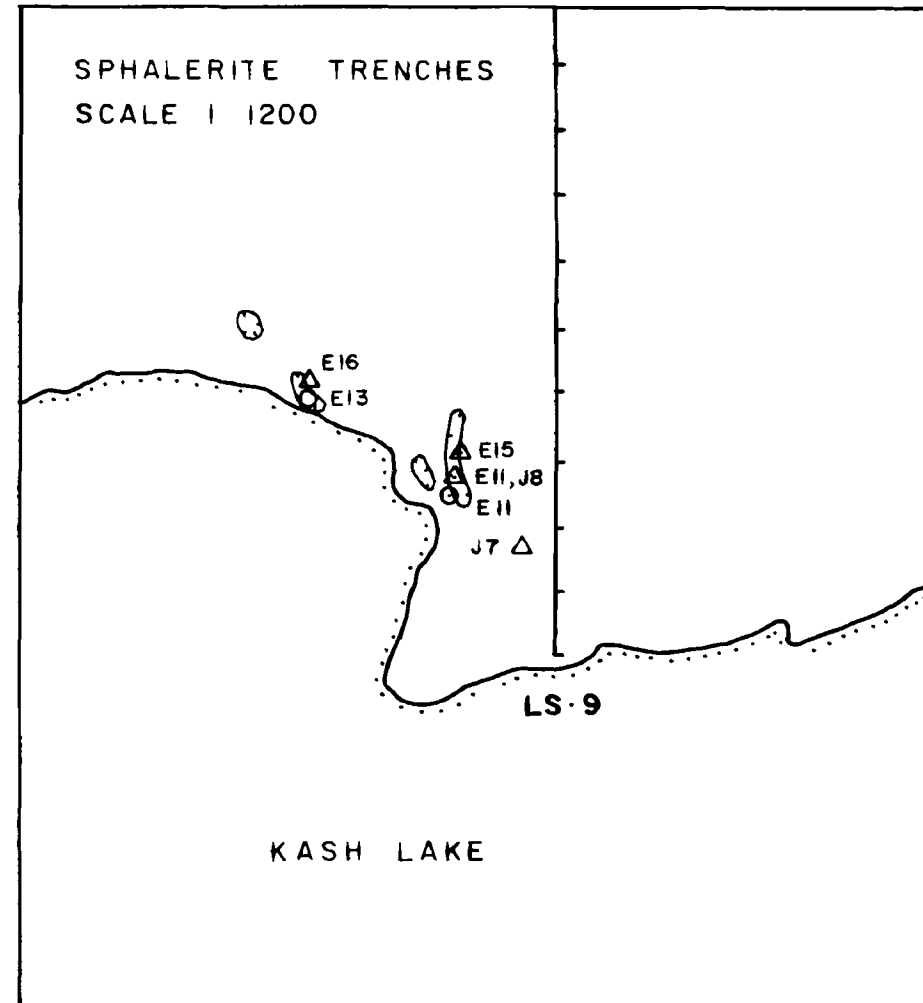 SPHALERITE TRENCHES
SCALE 1 1200
E16
E13
E15
E11, J8
E11
J7
LS·9
KASH LAKE